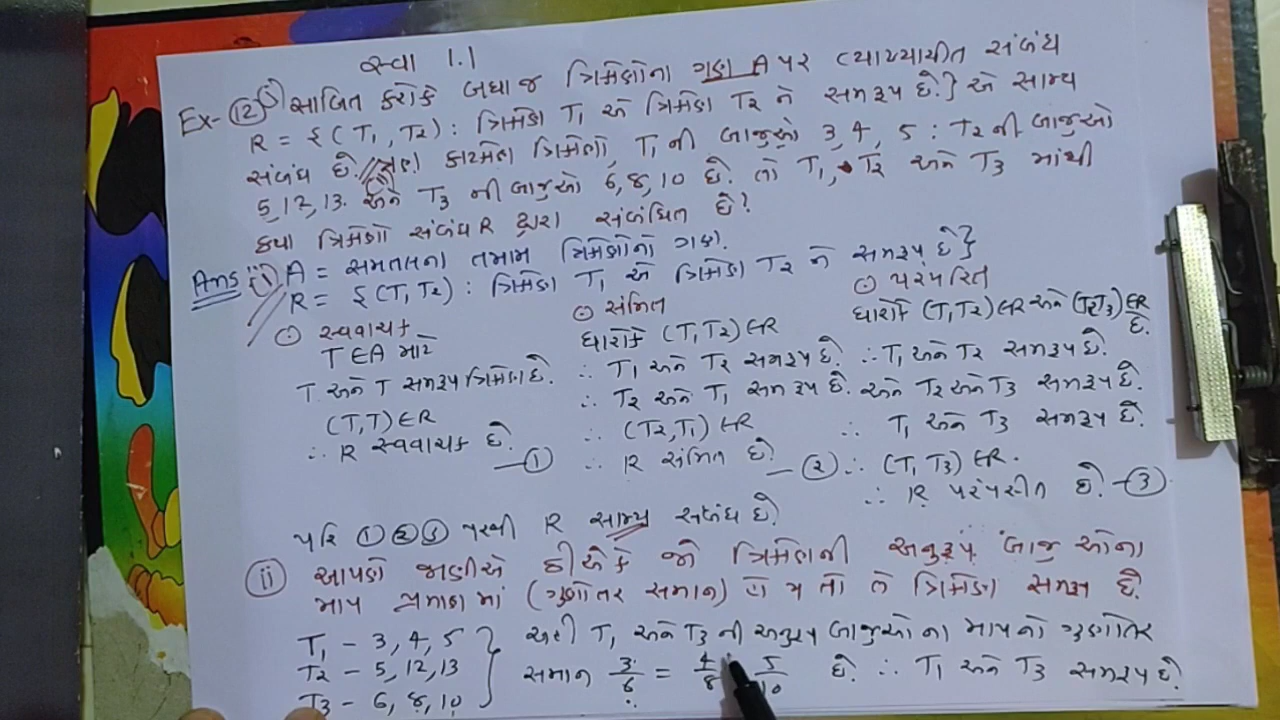 સ્વા 1.1
Ex- (12) (i) સાબિત કરોકે બધા જ ત્રિકોણોના ગણ A પર વ્યાખ્યાયીત સંબંધ
R = {(T1, T2) : ત્રિકોણ T1 એ ત્રિકોણ T2 ને સમરૂપ છે.} એ સામ્ય
સંબંધ છે. // ત્રણ કાટકોણ ત્રિકોણો, T1 ની બાજુઓ 3, 4, 5 : T2 ની બાજુઓ
5, 12, 13. અને T3 ની બાજુઓ 6, 8, 10 છે. તો T1, T2 અને T3 માંથી
કયા ત્રિકોણો સંબંધ R દ્વારા સંબંધિત છે?
Ans :- (i) A = સમતલના તમામ ત્રિકોણોનો ગણ.
R = {(T1, T2) : ત્રિકોણ T1 એ ત્રિકોણ T2 ને સમરૂપ છે}
⊙ સ્વવાચક ⊙ સંમિત ⊙ પરંપરિત
T ∈ A માટે ધારોકે (T1, T2) ∈ R ધારોકે (T1, T2) ∈ R અને (T2, T3) ∈ R છે.
T અને T સમરૂપ ત્રિકોણ છે. ∴ T1 અને T2 સમરૂપ છે. ∴ T1 અને T2 સમરૂપ છે.
(T, T) ∈ R ∴ T2 અને T1 સમરૂપ છે. અને T2 અને T3 સમરૂપ છે.
∴ R સ્વવાચક છે. —(1) ∴ (T2, T1) ∈ R ∴ T1 અને T3 સમરૂપ છે.
∴ R સંમિત છે. —(2) ∴ (T1, T3) ∈ R.
∴ R પરંપરીત છે. —(3)
પરિ (1) (2) (3) પરથી R સામ્ય સંબંધ છે.
(ii) આપણે જાણીએ છીએ કે જો ત્રિકોણની અનુરૂપ બાજુઓના
માપ પ્રમાણમાં (ગુણોતર સમાન) હોય તો તે ત્રિકોણ સમરૂપ છે.
T1 - 3, 4, 5 } અહી T1 અને T3 ની અનુરૂપ બાજુઓના માપનો ગુણોતર
T2 - 5, 12, 13 } સમાન 3/6 = 4/8 5/10 છે. ∴ T1 અને T3 સમરૂપ છે.
T3 - 6, 8, 10 }